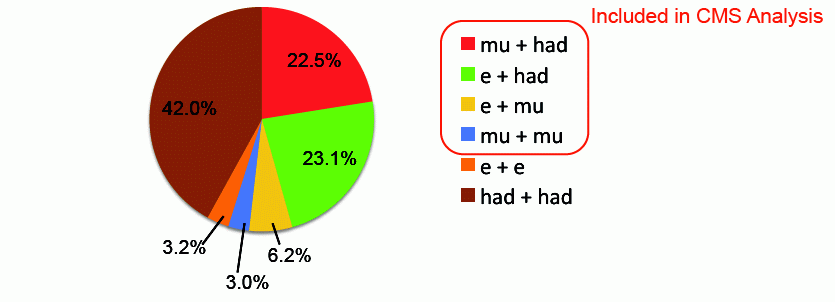 Included in CMS Analysis
mu + had
e + had
e + mu
mu + mu
e + e
had + had
22.5%
23.1%
6.2%
3.0%
3.2%
42.0%